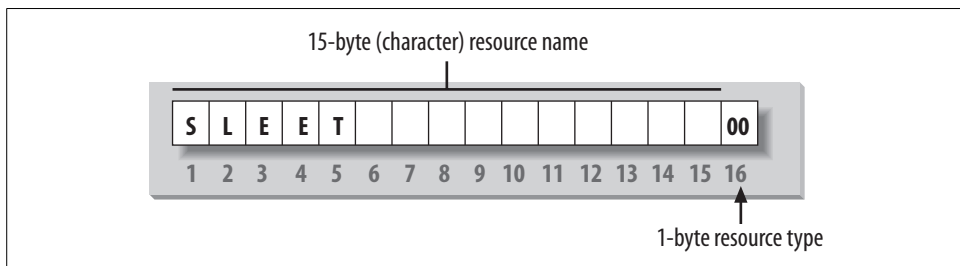 15-byte (character) resource name
S L E E T 00
1 2 3 4 5 6 7 8 9 10 11 12 13 14 15 16
1-byte resource type